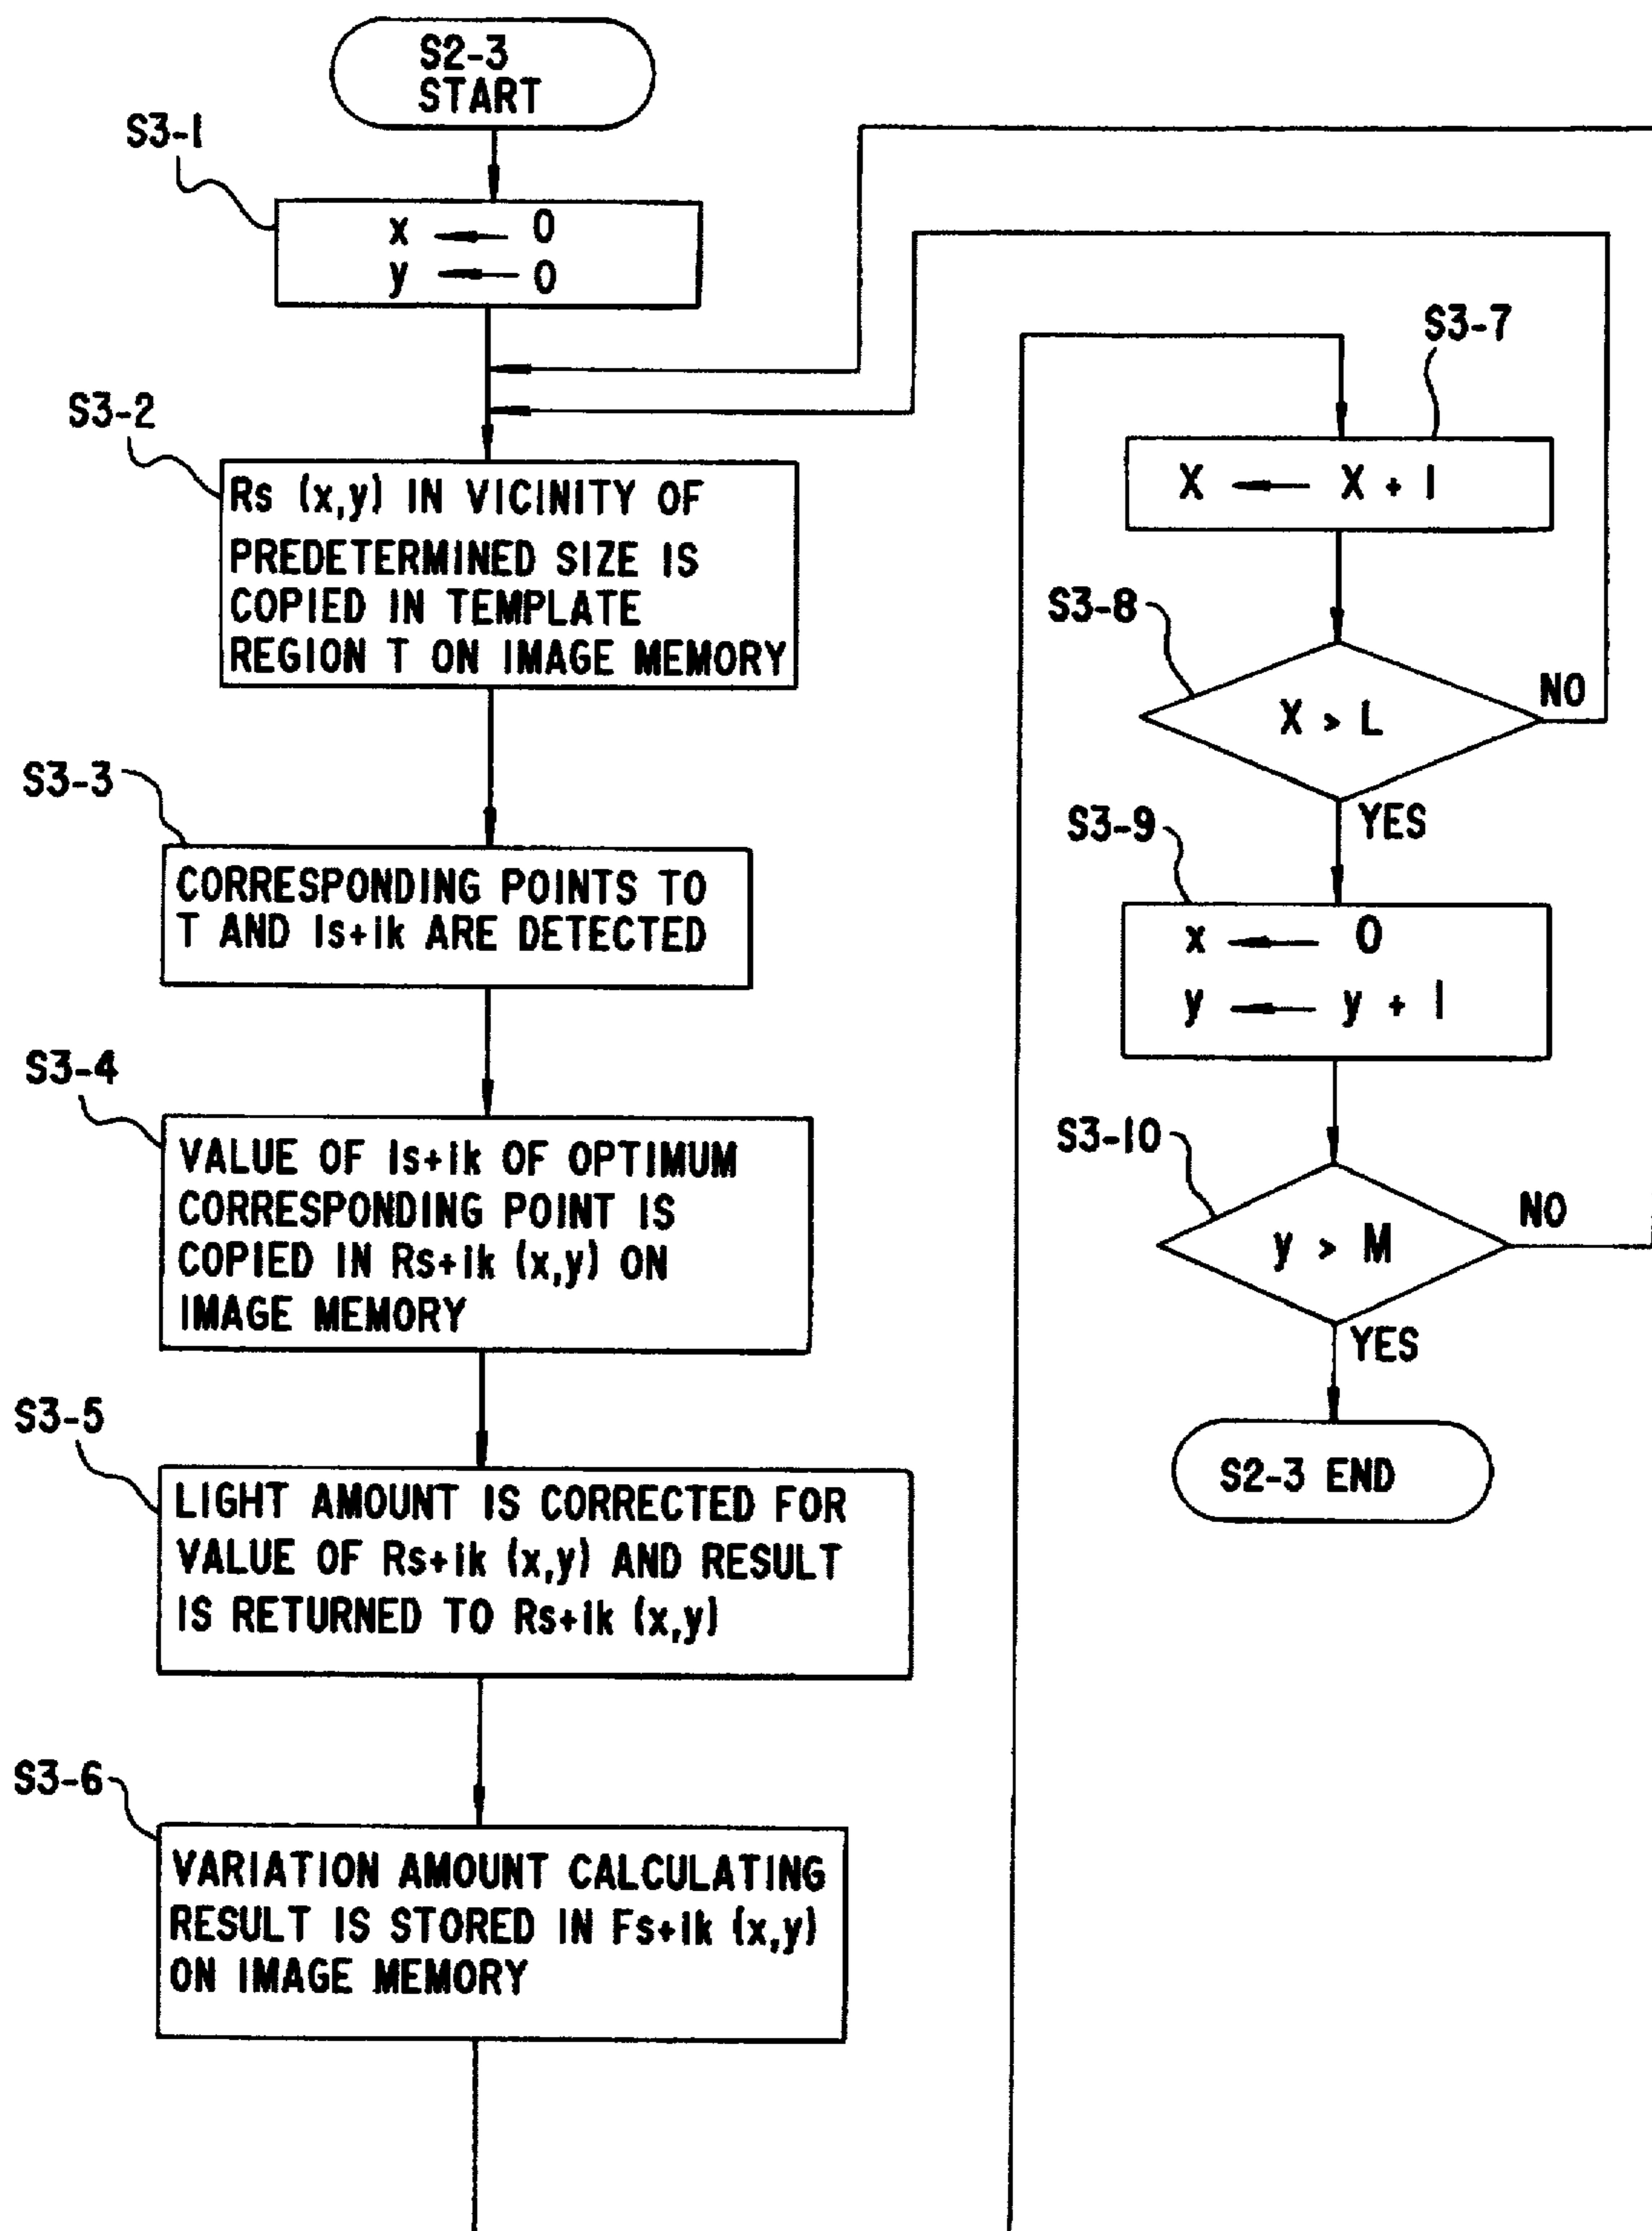 S2-3
START
S3-1
x ← 0
y ← 0
S3-2
Rs (x,y) IN VICINITY OF
PREDETERMINED SIZE IS
COPIED IN TEMPLATE
REGION T ON IMAGE MEMORY
S3-3
CORRESPONDING POINTS TO
T AND Is+ik ARE DETECTED
S3-4
VALUE OF Is+ik OF OPTIMUM
CORRESPONDING POINT IS
COPIED IN Rs+ik (x,y) ON
IMAGE MEMORY
S3-5
LIGHT AMOUNT IS CORRECTED FOR
VALUE OF Rs+ik (x,y) AND RESULT
IS RETURNED TO Rs+ik (x,y)
S3-6
VARIATION AMOUNT CALCULATING
RESULT IS STORED IN Fs+ik (x,y)
ON IMAGE MEMORY
S3-7
X ← X + 1
S3-8
X > L
NO
YES
S3-9
x ← 0
y ← y + 1
S3-10
y > M
NO
YES
S2-3 END